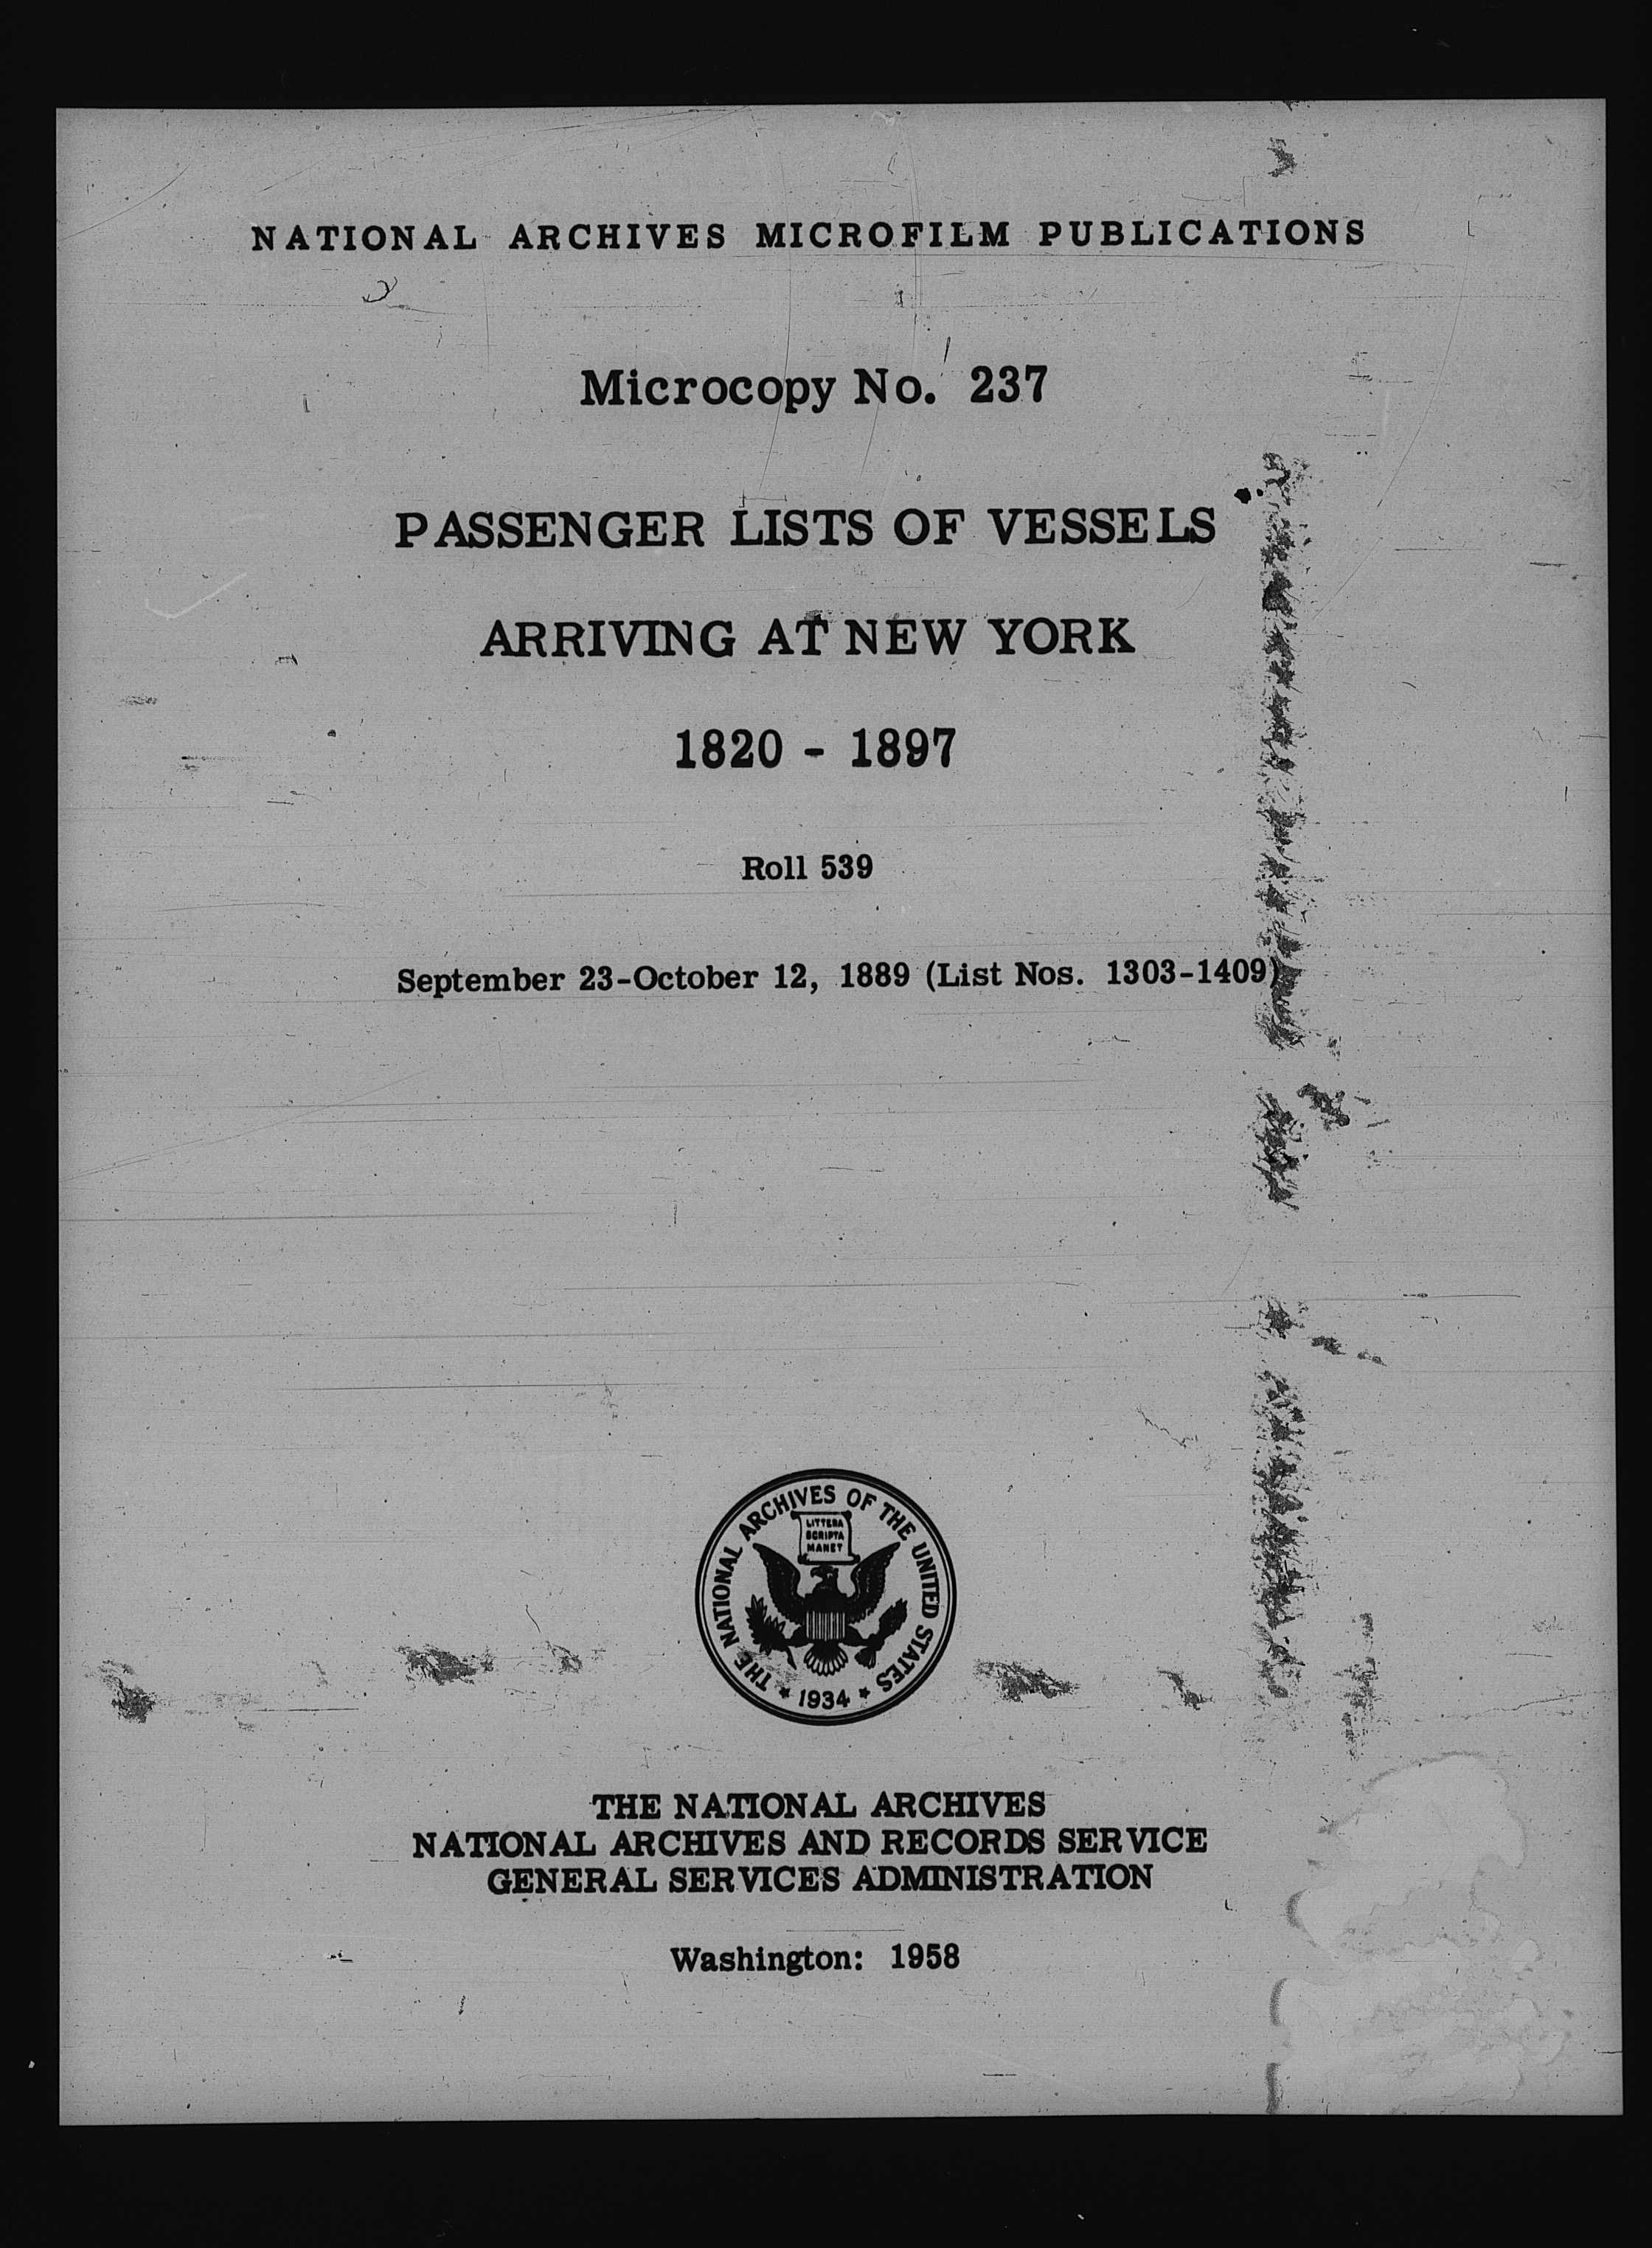 NATIONAL ARCHIVES MICROFILM PUBLICATIONS
Microcopy No. 237
PASSENGER LISTS OF VESSELS
ARRIVING AT NEW YORK
1820 - 1897
Roll 539
September 23-October 12, 1889 (List Nos. 1303-1409)
THE NATIONAL ARCHIVES OF THE UNITED STATES
LITTERA
SCRIPTA
MANET
1934
THE NATIONAL ARCHIVES
NATIONAL ARCHIVES AND RECORDS SERVICE
GENERAL SERVICES ADMINISTRATION
Washington: 1958